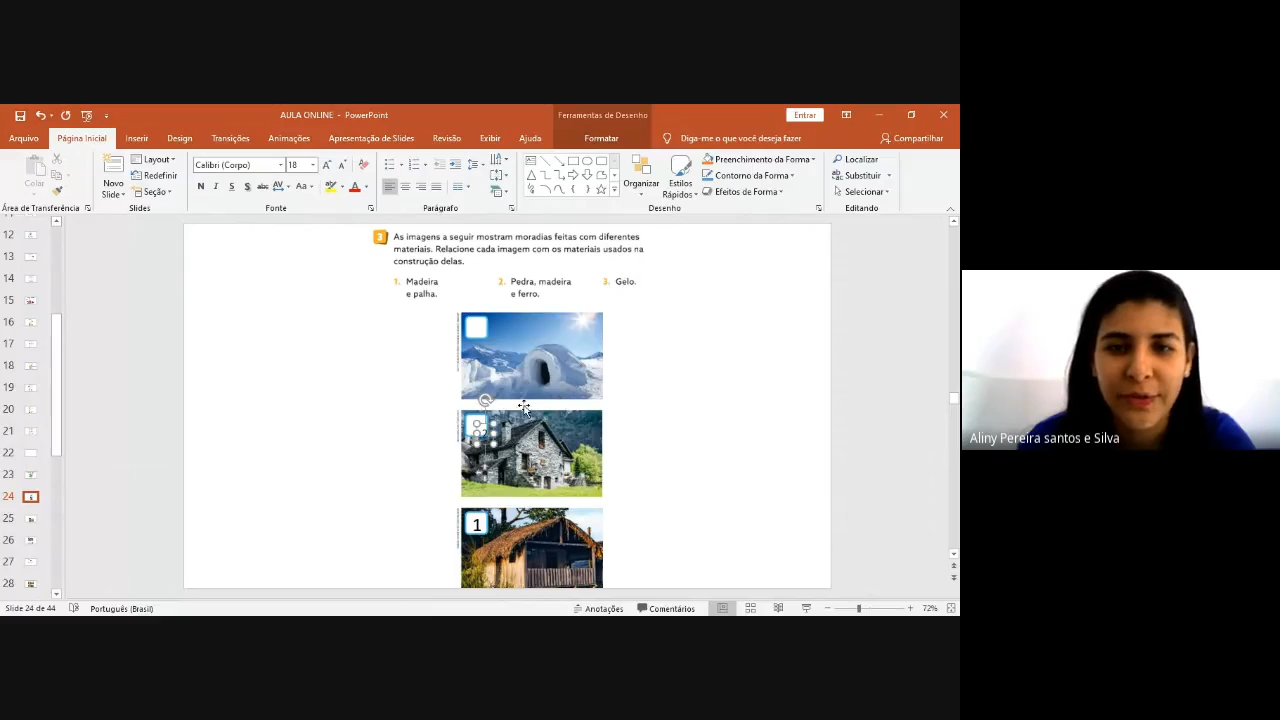 AULA ONLINE - PowerPoint
Ferramentas de Desenho
Entrar
Arquivo
Página Inicial
Inserir
Design
Transições
Animações
Apresentação de Slides
Revisão
Exibir
Ajuda
Formatar
Diga-me o que você deseja fazer
Compartilhar
Colar
Novo
Slide
Layout
Redefinir
Seção
Calibri (Corpo)
18
N I S S abc AV Aa
Organizar
Estilos
Rápidos
Preenchimento da Forma
Contorno da Forma
Efeitos de Forma
Localizar
Substituir
Selecionar
Área de Transferência
Slides
Fonte
Parágrafo
Desenho
Editando
12
13
14
15
16
17
18
19
20
21
22
23
24
25
26
27
28
3 As imagens a seguir mostram moradias feitas com diferentes
materiais. Relacione cada imagem com os materiais usados na
construção delas.
1. Madeira
e palha.
2. Pedra, madeira
e ferro.
3. Gelo.
2
1
Aliny Pereira santos e Silva
Slide 24 de 44
Português (Brasil)
Anotações
Comentários
72%